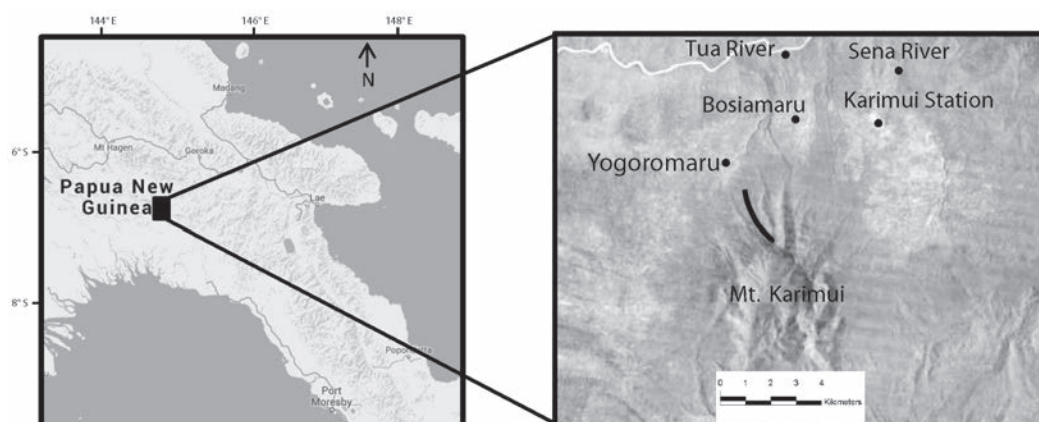 144° E
146° E
148° E
N
Madang
6° S
Mt Hagen
Goroka
Papua New
Guinea
Lae
8° S
Port
Moresby
Tua River
Sena River
Bosiamaru
Karimui Station
Yogoromaru
Mt. Karimui
0 1 2 3 4
Kilometers